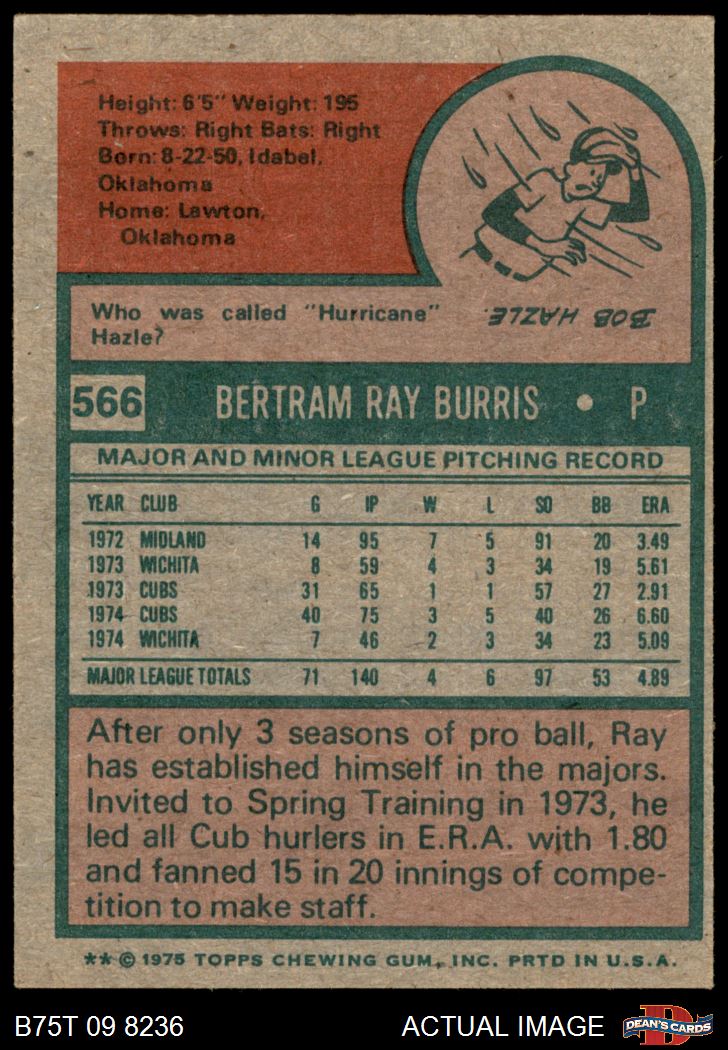 Height: 6'5" Weight: 195
Throws: Right Bats: Right
Born: 8-22-50, Idabel,
Oklahoma
Home: Lawton,
Oklahoma
Who was called "Hurricane"
Hazle?
BOB HAZLE.
566 BERTRAM RAY BURRIS • P
MAJOR AND MINOR LEAGUE PITCHING RECORD
YEAR CLUB G IP W L SO BB ERA
1972 MIDLAND 14 95 7 5 91 20 3.49
1973 WICHITA 8 59 4 3 34 19 5.61
1973 CUBS 31 65 1 1 57 27 2.91
1974 CUBS 40 75 3 5 40 26 6.60
1974 WICHITA 7 46 2 3 34 23 5.09
MAJOR LEAGUE TOTALS 71 140 4 6 97 53 4.89
After only 3 seasons of pro ball, Ray
has established himself in the majors.
Invited to Spring Training in 1973, he
led all Cub hurlers in E.R.A. with 1.80
and fanned 15 in 20 innings of compe-
tition to make staff.
** © 1975 TOPPS CHEWING GUM, INC. PRTD IN U.S.A.
B75T 09 8236 ACTUAL IMAGE DEAN'S CARDS